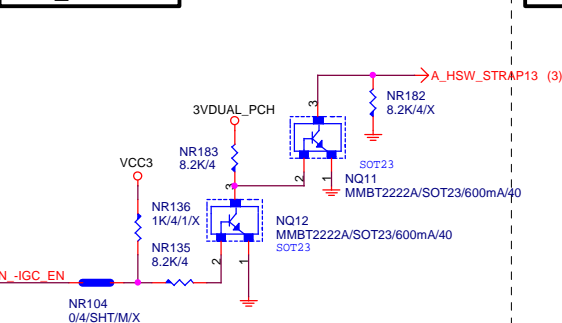 A_HSW_STRAP13 (3)
3
NR182
8.2K/4/X
3VDUAL_PCH
NR183
8.2K/4
SOT23
2
1
NQ11
MMBT2222A/SOT23/600mA/40
VCC3
3
NR136
1K/4/1/X
NQ12
MMBT2222A/SOT23/600mA/40
SOT23
NR135
8.2K/4
2
1
N_-IGC_EN
NR104
0/4/SHT/M/X